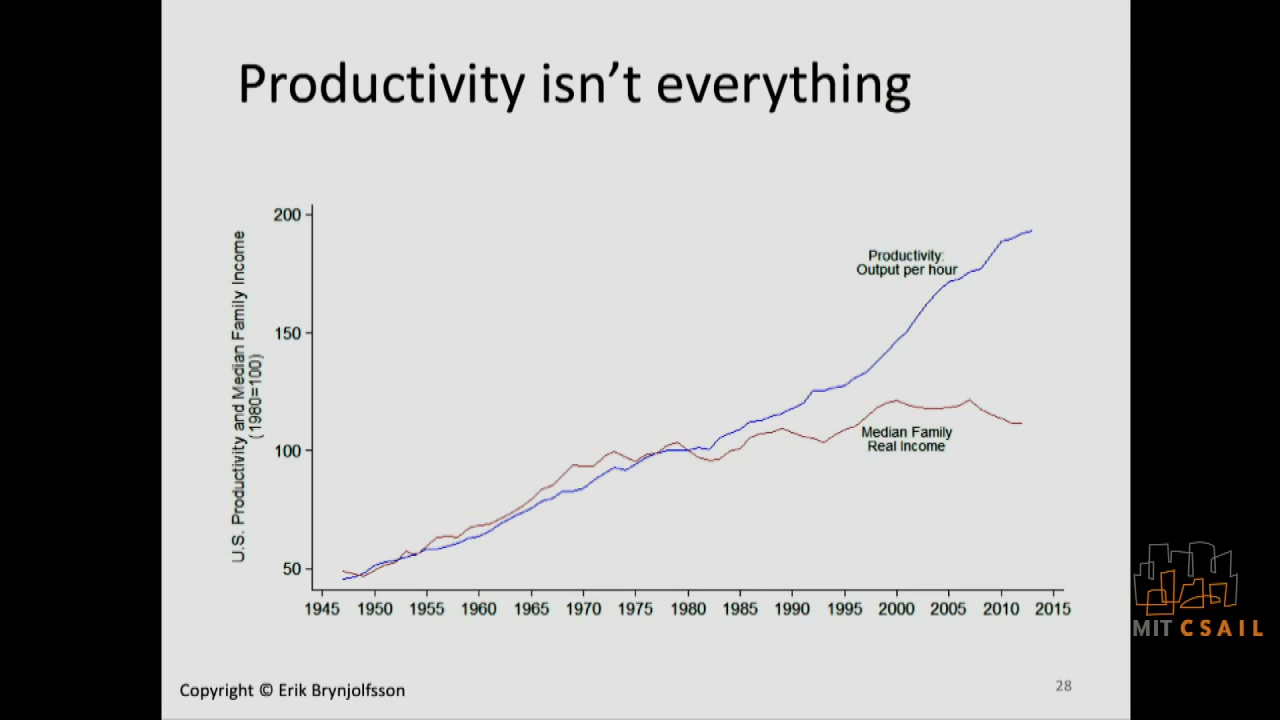 Productivity isn't everything
U.S. Productivity and Median Family Income
(1980=100)
200
150
100
50
Productivity:
Output per hour
Median Family
Real Income
1945 1950 1955 1960 1965 1970 1975 1980 1985 1990 1995 2000 2005 2010 2015
MIT CSAIL
Copyright © Erik Brynjolfsson
28